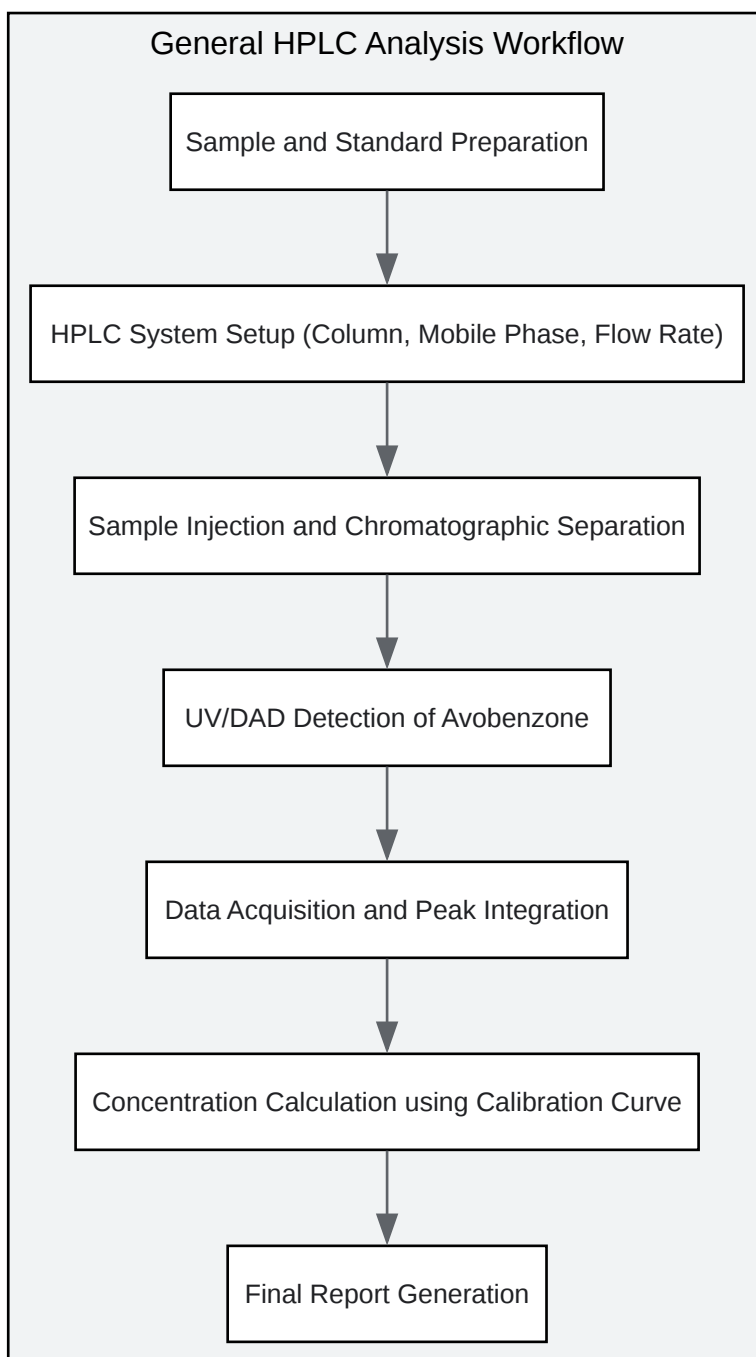 General HPLC Analysis Workflow
Sample and Standard Preparation
HPLC System Setup (Column, Mobile Phase, Flow Rate)
Sample Injection and Chromatographic Separation
UV/DAD Detection of Avobenzone
Data Acquisition and Peak Integration
Concentration Calculation using Calibration Curve
Final Report Generation